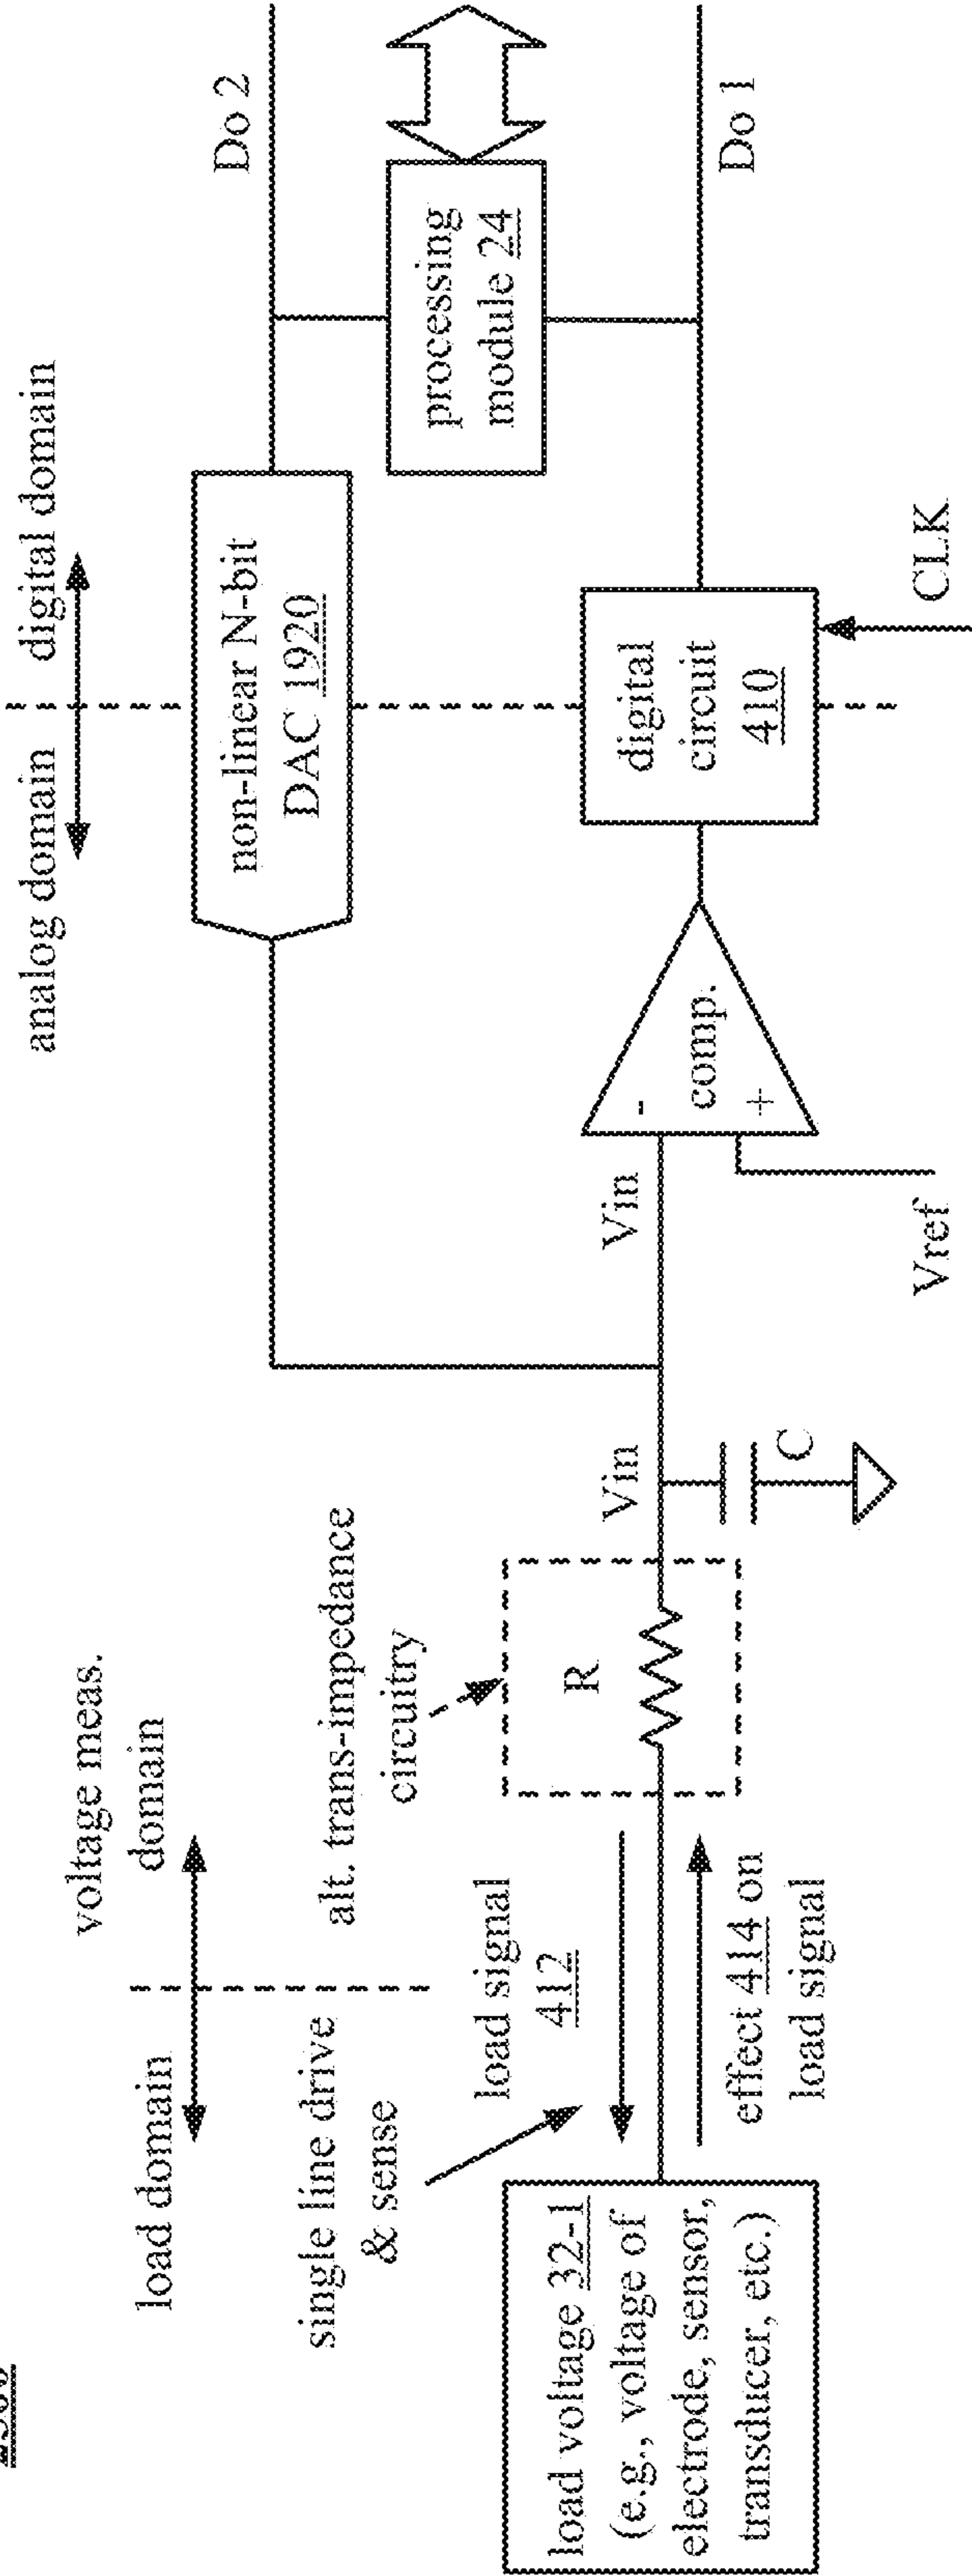 load domain
voltage meas.
domain
analog domain
digital domain
single line drive
& sense
alt. trans-impedance
circuitry
non-linear N-bit
DAC 1920
Do 2
load signal
412
R
Vin
Vin
processing
module 24
load voltage 32-1
(e.g., voltage of
electrode, sensor,
transducer, etc.)
effect 414 on
load signal
C
-
comp.
+
Vref
digital
circuit
410
CLK
Do 1